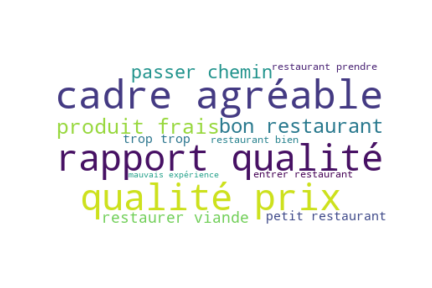 passer chemin restaurant prendre
cadre agréable
produit frais bon restaurant
trop trop restaurant bien
rapport qualité
mauvais expérience entrer restaurant
qualité prix
restaurer viande petit restaurant